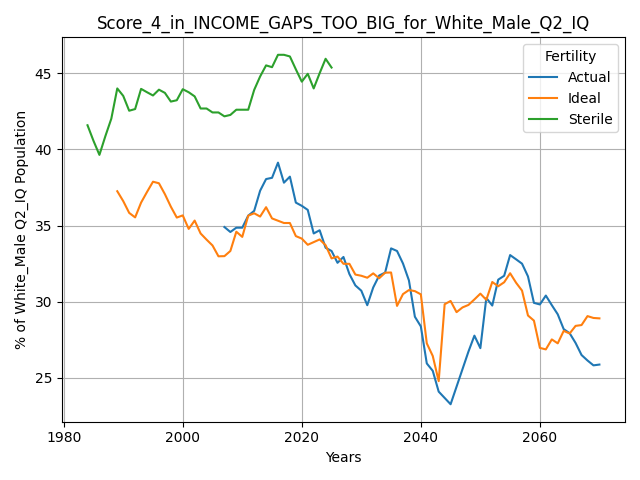 Score_4_in_INCOME_GAPS_TOO_BIG_for_White_Male_Q2_IQ
Fertility
Actual
Ideal
Sterile
% of White_Male Q2_IQ Population
45
40
35
30
25
1980
2000
2020
2040
2060
Years